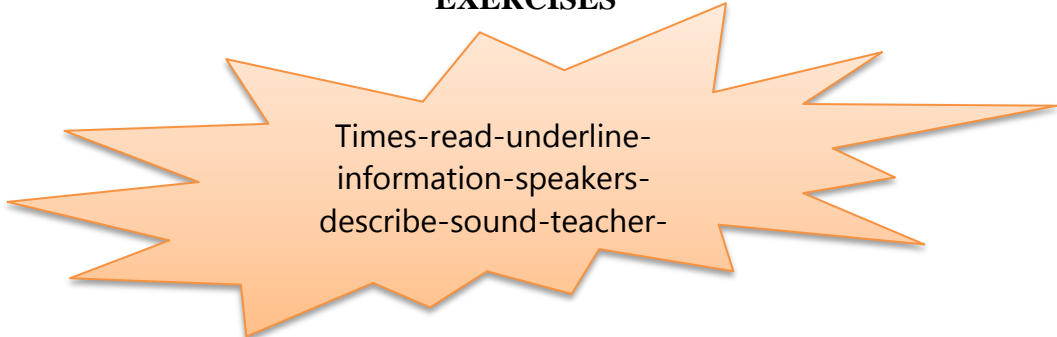 EXERCISES
Times-read-underline-
information-speakers-
describe-sound-teacher-